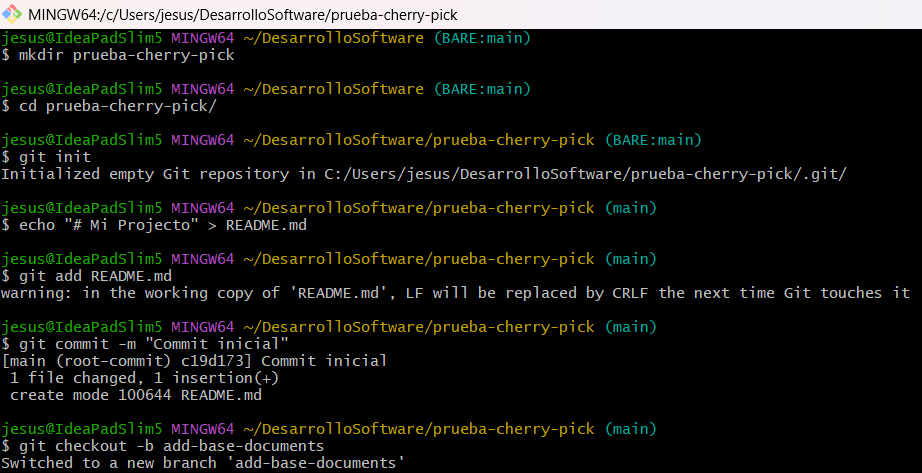 MINGW64:/c/Users/jesus/DesarrolloSoftware/prueba-cherry-pick
jesus@IdeaPadSlim5 MINGW64 ~/DesarrolloSoftware (BARE:main)
$ mkdir prueba-cherry-pick
jesus@IdeaPadSlim5 MINGW64 ~/DesarrolloSoftware (BARE:main)
$ cd prueba-cherry-pick/
jesus@IdeaPadSlim5 MINGW64 ~/DesarrolloSoftware/prueba-cherry-pick (BARE:main)
$ git init
Initialized empty Git repository in C:/Users/jesus/DesarrolloSoftware/prueba-cherry-pick/.git/
jesus@IdeaPadSlim5 MINGW64 ~/DesarrolloSoftware/prueba-cherry-pick (main)
$ echo "# Mi Projecto" > README.md
jesus@IdeaPadSlim5 MINGW64 ~/DesarrolloSoftware/prueba-cherry-pick (main)
$ git add README.md
warning: in the working copy of 'README.md', LF will be replaced by CRLF the next time Git touches it
jesus@IdeaPadSlim5 MINGW64 ~/DesarrolloSoftware/prueba-cherry-pick (main)
$ git commit -m "Commit inicial"
[main (root-commit) c19d173] Commit inicial
 1 file changed, 1 insertion(+)
 create mode 100644 README.md
jesus@IdeaPadSlim5 MINGW64 ~/DesarrolloSoftware/prueba-cherry-pick (main)
$ git checkout -b add-base-documents
Switched to a new branch 'add-base-documents'